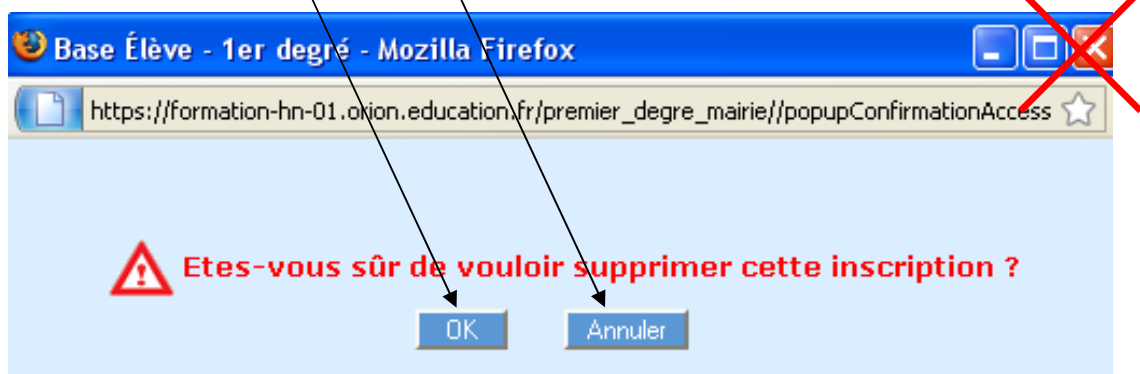 Base Élève - 1er degré - Mozilla Firefox
https://formation-hn-01.orion.education.fr/premier_degre_mairie//popupConfirmationAccess
Etes-vous sûr de vouloir supprimer cette inscription ?
OK Annuler